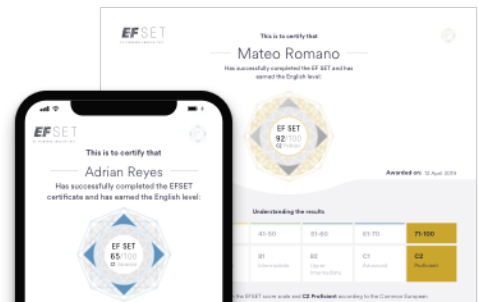 EFSET
This is to certify that
Mateo Romano
Has successfully completed the EF SET and has
earned the English level:
EF SET
92/100
C2 Proficient
Awarded on: 12 April 2019
Understanding the results
41-50 51-60 61-70 71-100
B1 B2 C1 C2
Intermediate Upper Intermediate Advanced Proficient
the EFSET score scale and C2 Proficient according to the Common European
EFSET
This is to certify that
Adrian Reyes
Has successfully completed the EFSET
certificate and has earned the English level:
EF SET
65/100